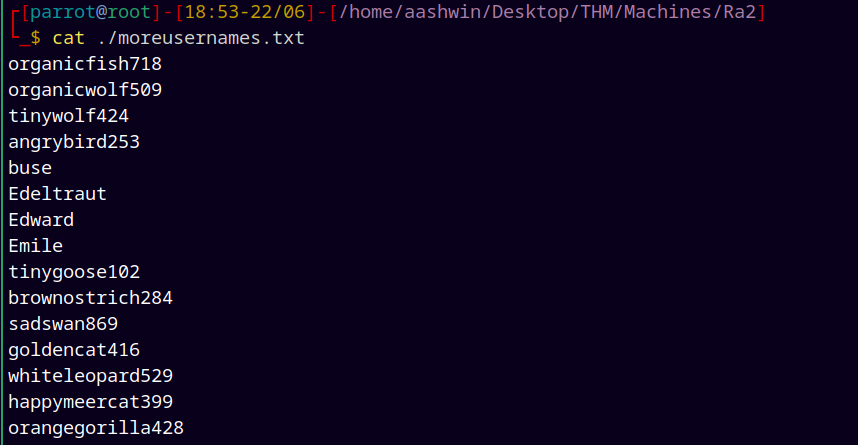 ┌─[parrot@root]─[18:53-22/06]─[/home/aashwin/Desktop/THM/Machines/Ra2]
└─$ cat ./moreusernames.txt
organicfish718
organicwolf509
tinywolf424
angrybird253
buse
Edeltraut
Edward
Emile
tinygoose102
brownostrich284
sadswan869
goldencat416
whiteleopard529
happymeercat399
orangegorilla428